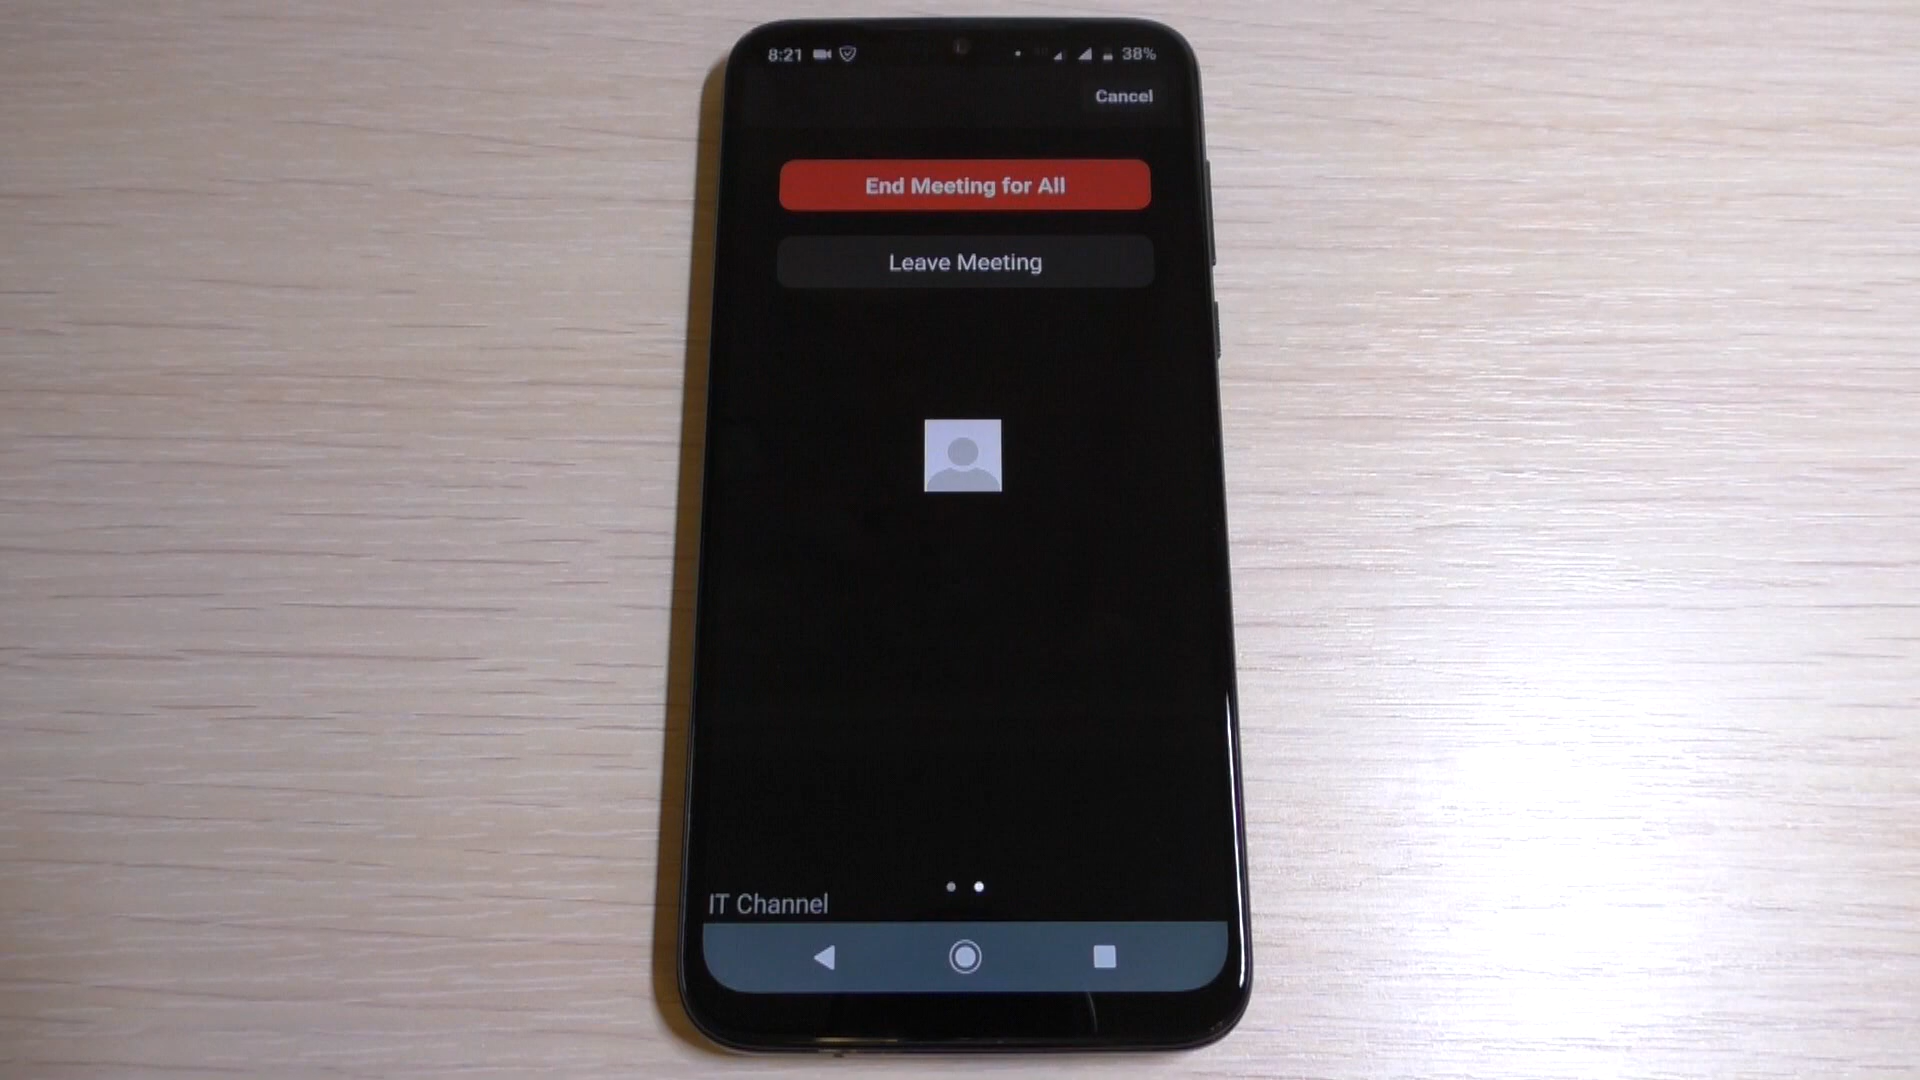 8:21 38%
Cancel
End Meeting for All
Leave Meeting
IT Channel